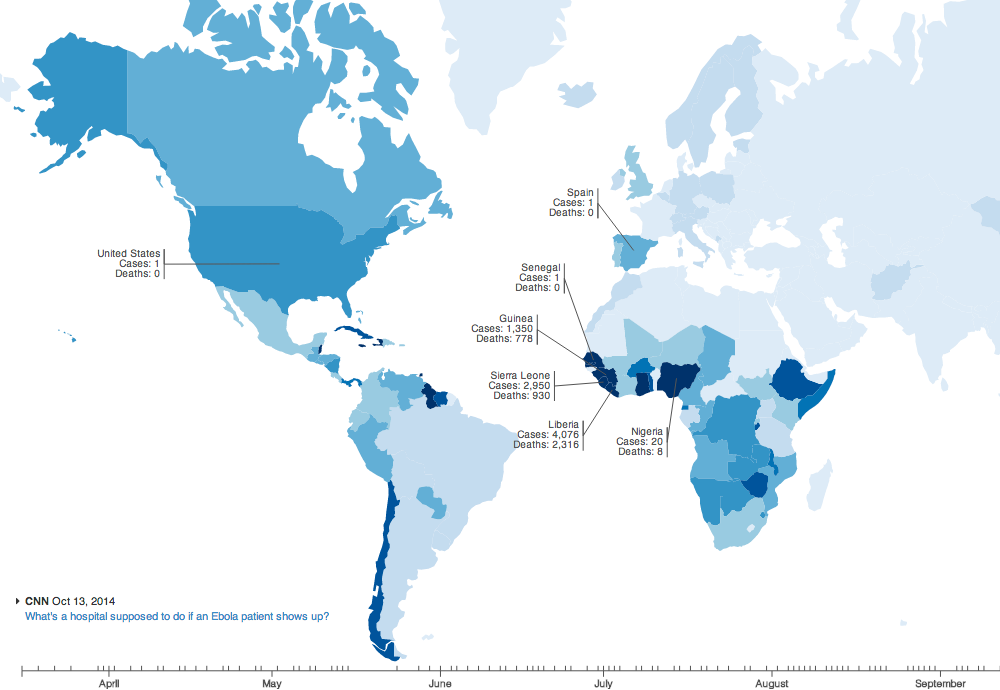 Spain
Cases: 1
Deaths: 0
United States
Cases: 1
Deaths: 0
Senegal
Cases: 1
Deaths: 0
Guinea
Cases: 1,350
Deaths: 778
Sierra Leone
Cases: 2,950
Deaths: 930
Liberia
Cases: 4,076
Deaths: 2,316
Nigeria
Cases: 20
Deaths: 8
CNN Oct 13, 2014
What's a hospital supposed to do if an Ebola patient shows up?
April May June July August September